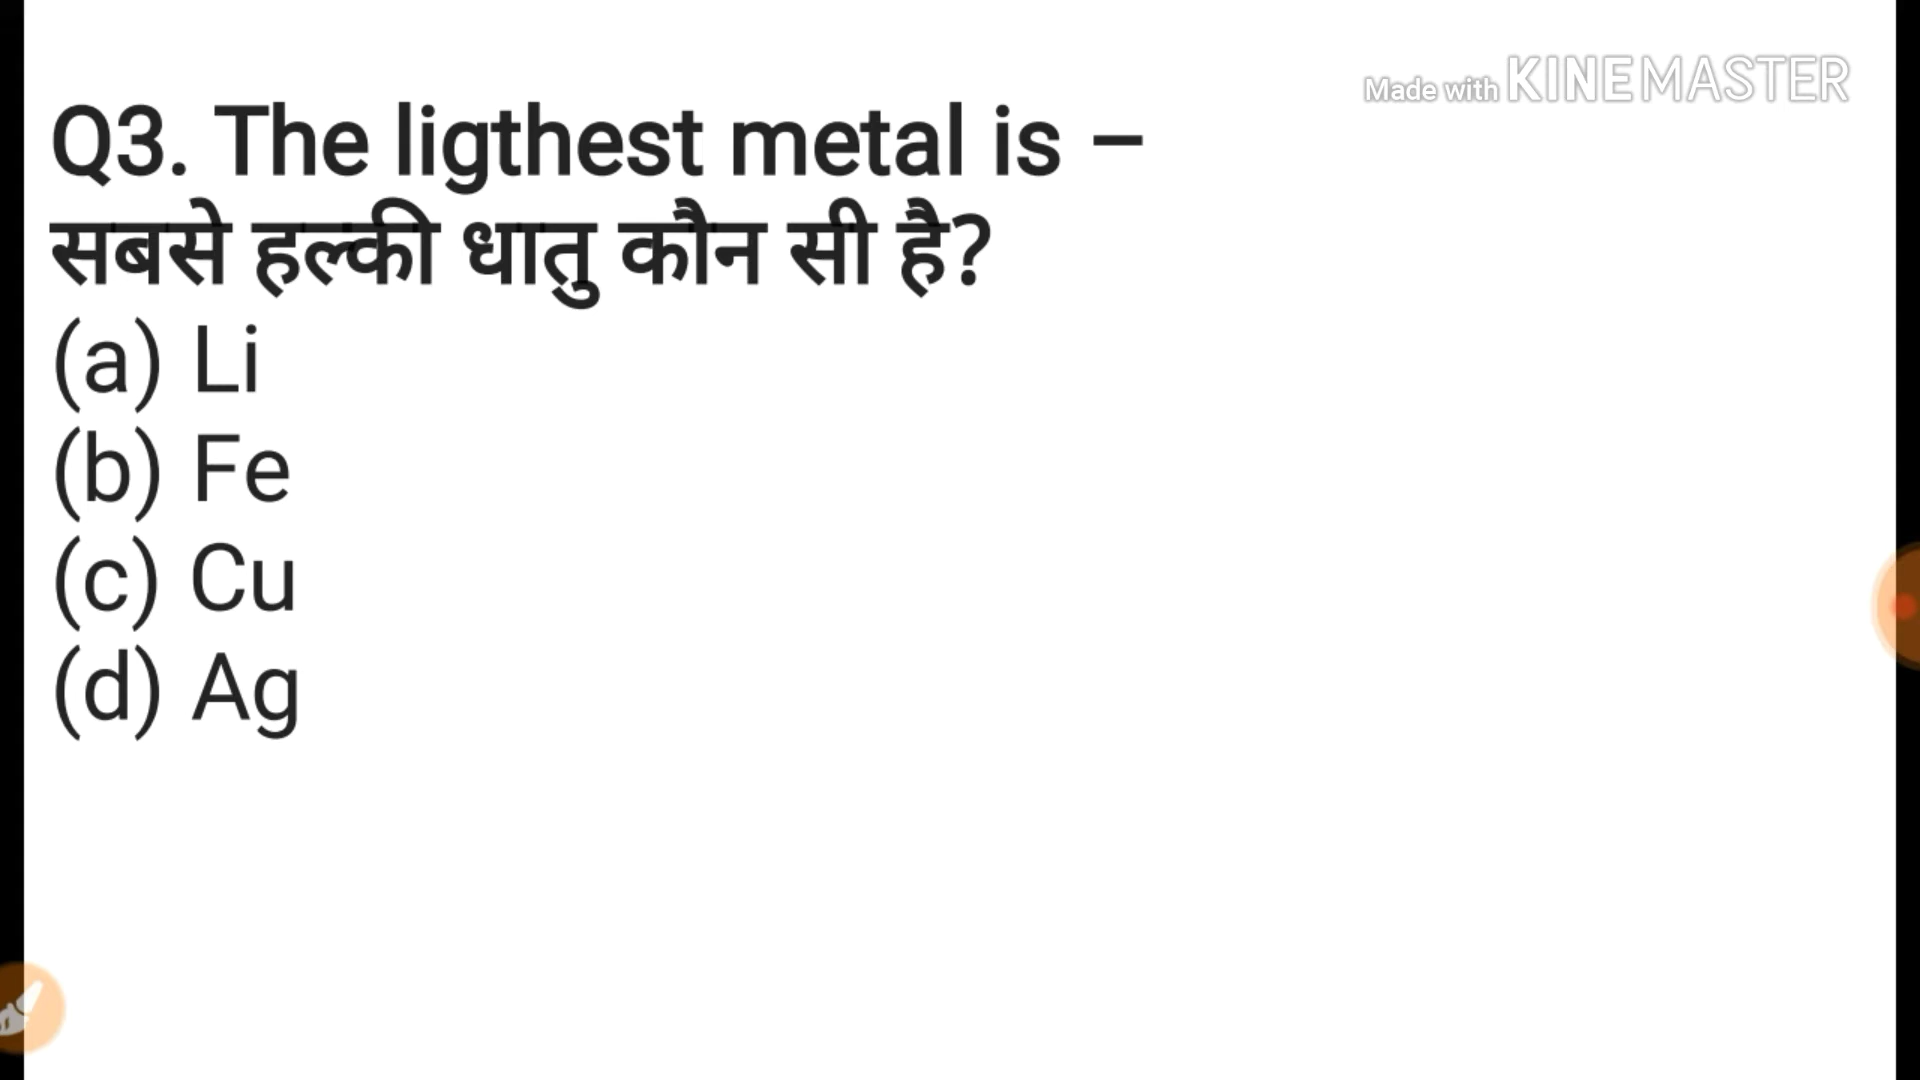 Made with KINEMASTER
Q3. The ligthest metal is –
सबसे हल्की धातु कौन सी है?
(a) Li
(b) Fe
(c) Cu
(d) Ag